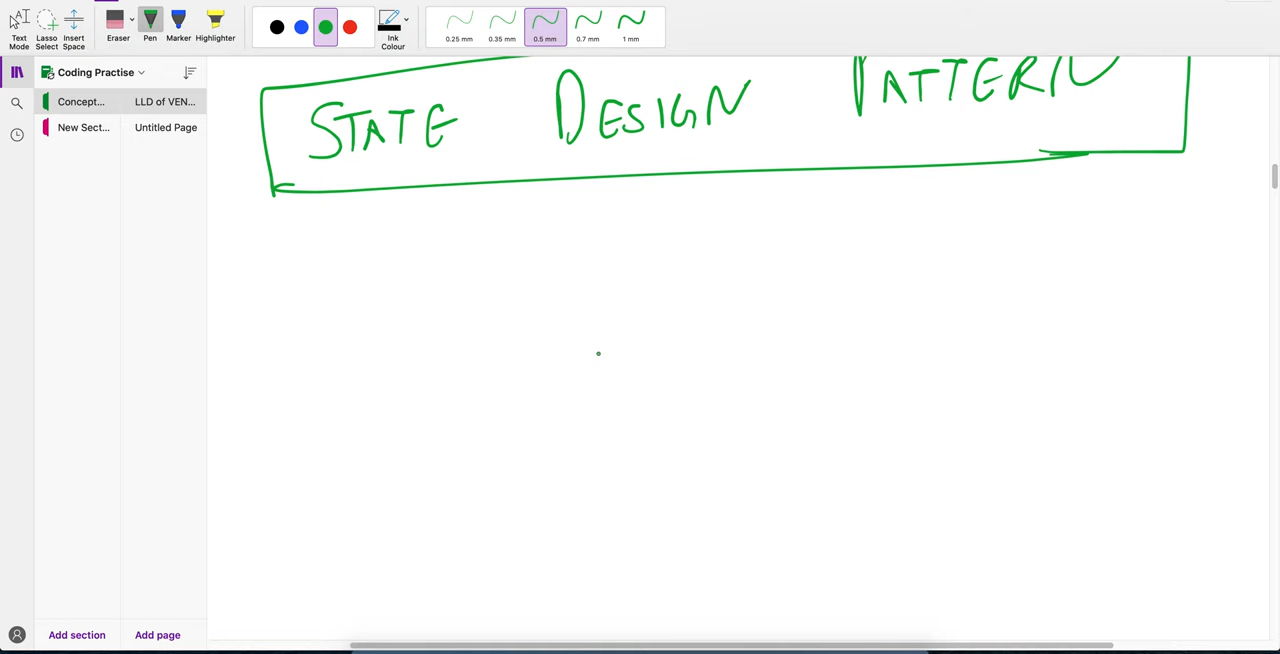 Text Mode
Lasso Select
Insert Space
Eraser
Pen
Marker
Highlighter
Ink Colour
0.25 mm
0.35 mm
0.5 mm
0.7 mm
1 mm
Coding Practise
Concept... LLD of VEN...
New Sect... Untitled Page
STATE DESIGN PATTERN
Add section Add page